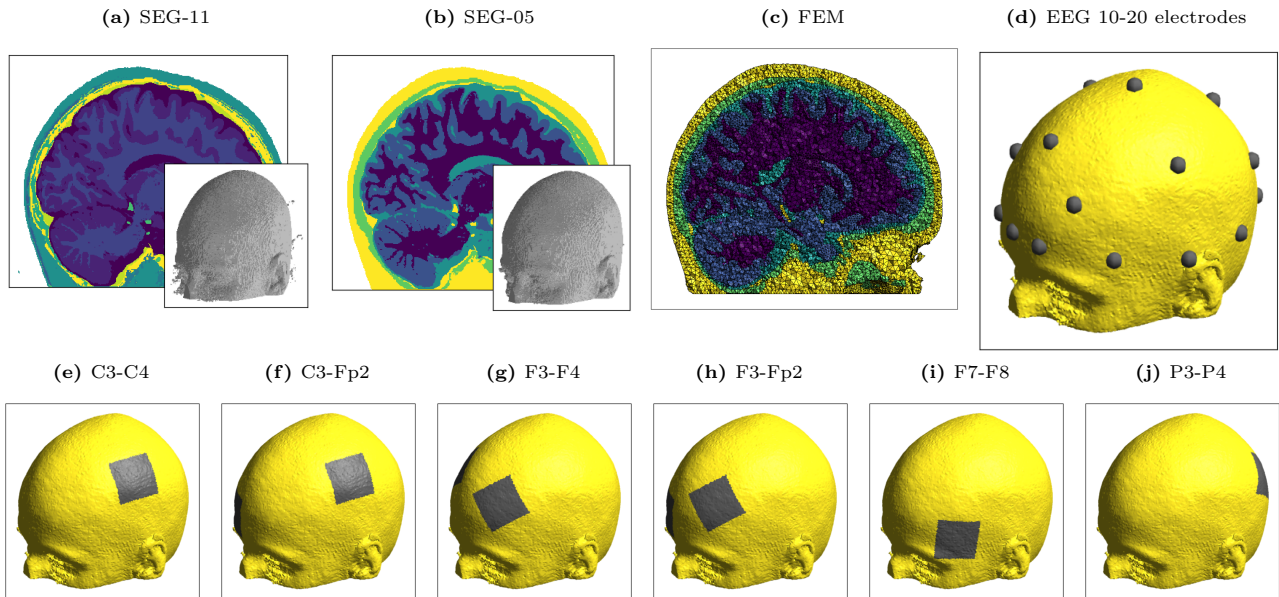 (a) SEG-11
(b) SEG-05
(c) FEM
(d) EEG 10-20 electrodes
(e) C3-C4
(f) C3-Fp2
(g) F3-F4
(h) F3-Fp2
(i) F7-F8
(j) P3-P4